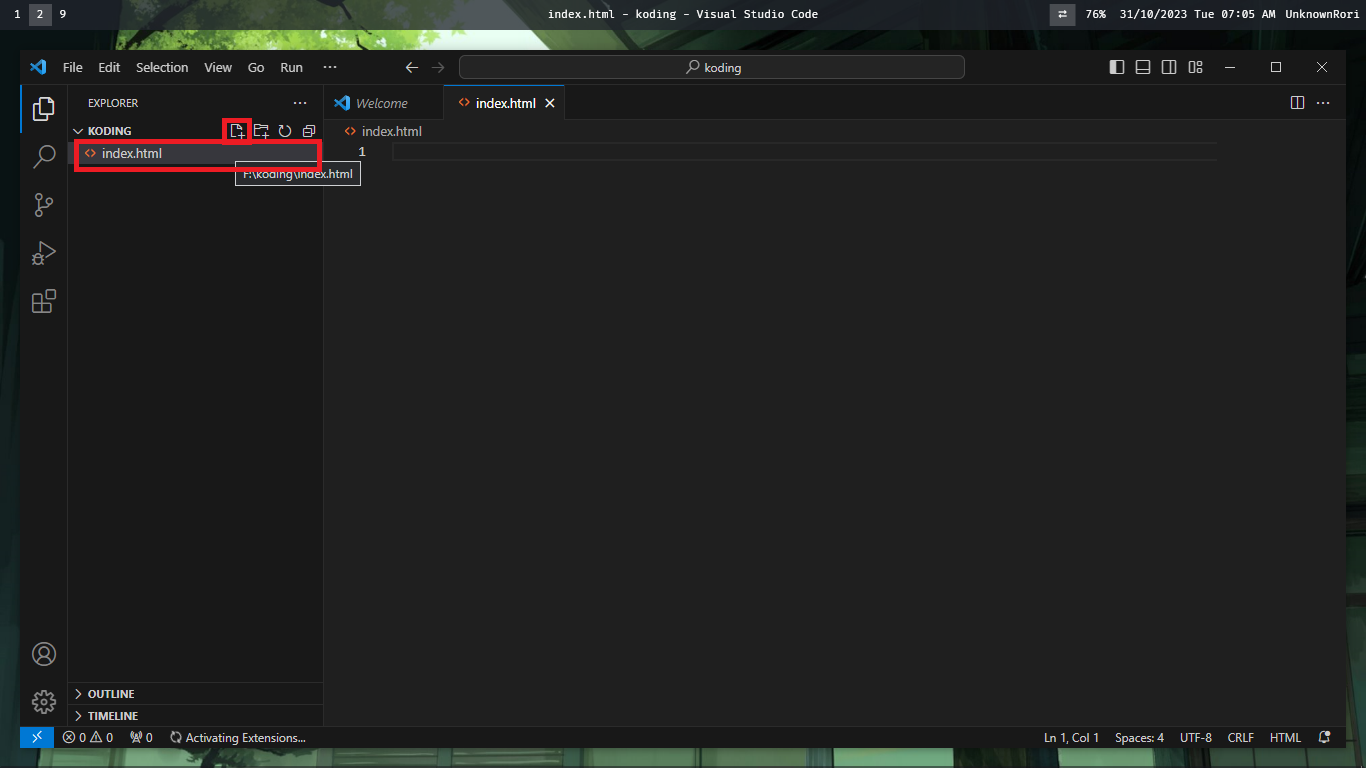 1 2 9 index.html - koding - Visual Studio Code 76% 31/10/2023 Tue 07:05 AM UnknownRori
File Edit Selection View Go Run ··· koding
EXPLORER ···
Welcome index.html
KODING
index.html
index.html
1
F:\koding\index.html
OUTLINE
TIMELINE
0 0 0 Activating Extensions... Ln 1, Col 1 Spaces: 4 UTF-8 CRLF HTML